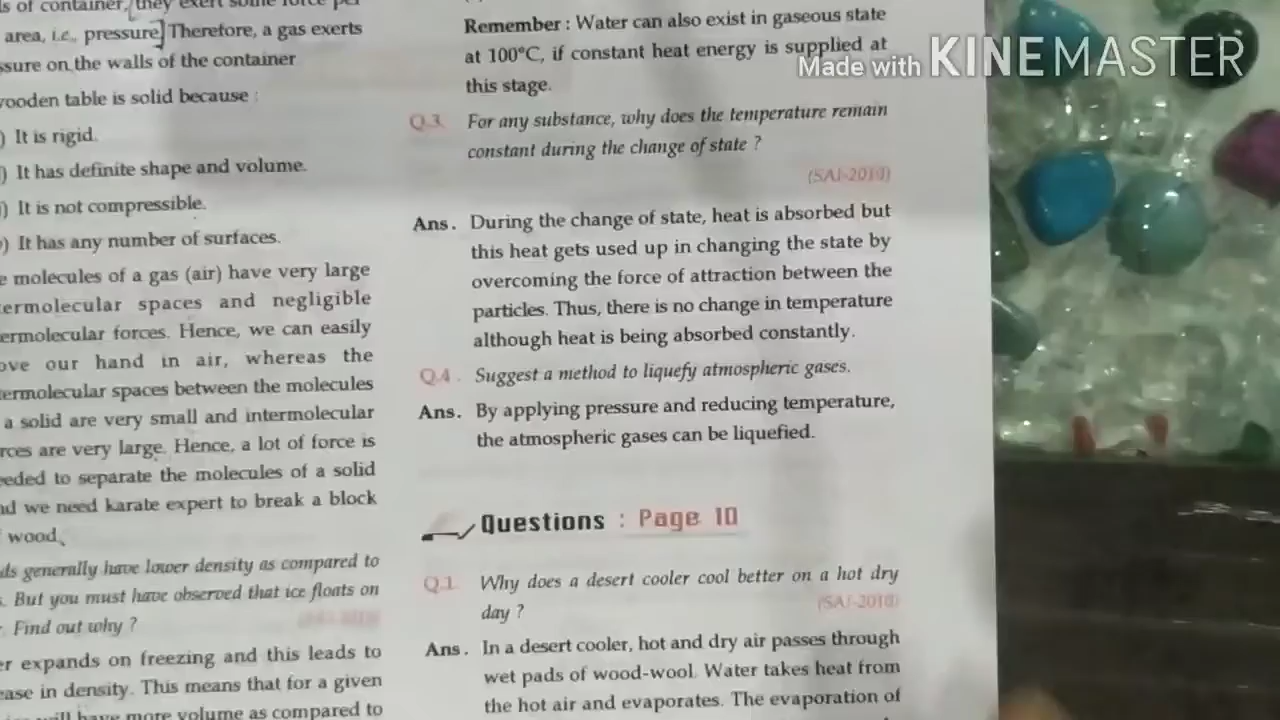 ls of container, they exert some force per
area, i.e., pressure] Therefore, a gas exerts
ssure on the walls of the container
wooden table is solid because :
) It is rigid.
) It has definite shape and volume.
) It is not compressible.
) It has any number of surfaces.
e molecules of a gas (air) have very large
termolecular spaces and negligible
termolecular forces. Hence, we can easily
ove our hand in air, whereas the
termolecular spaces between the molecules
a solid are very small and intermolecular
rces are very large. Hence, a lot of force is
eeded to separate the molecules of a solid
nd we need karate expert to break a block
wood.
ds generally have lower density as compared to
. But you must have observed that ice floats on
. Find out why ?
er expands on freezing and this leads to
ease in density. This means that for a given
will have more volume as compared to
Remember : Water can also exist in gaseous state
at 100°C, if constant heat energy is supplied at
this stage.
Q.3. For any substance, why does the temperature remain
constant during the change of state ?
(SAI-2010)
Ans. During the change of state, heat is absorbed but
this heat gets used up in changing the state by
overcoming the force of attraction between the
particles. Thus, there is no change in temperature
although heat is being absorbed constantly.
Q.4. Suggest a method to liquefy atmospheric gases.
Ans. By applying pressure and reducing temperature,
the atmospheric gases can be liquefied.
Questions : Page 10
Q.1. Why does a desert cooler cool better on a hot dry
day ?
(SAI-2010)
Ans. In a desert cooler, hot and dry air passes through
wet pads of wood-wool. Water takes heat from
the hot air and evaporates. The evaporation of
Made with KINEMASTER